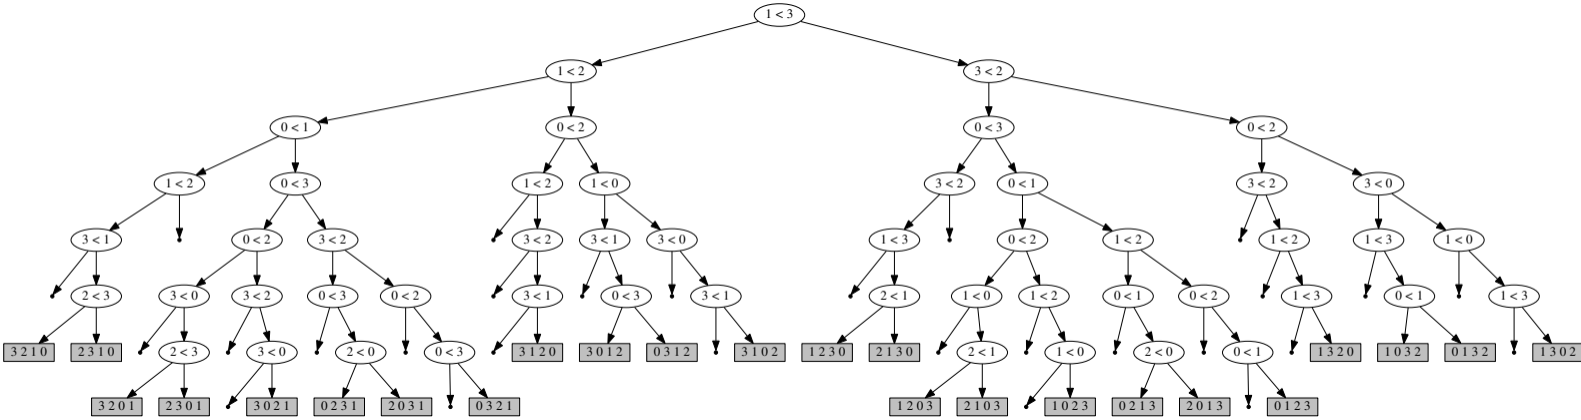 1 < 3
1 < 2 3 < 2
0 < 1 0 < 2 0 < 3 0 < 2
1 < 2 0 < 3 1 < 2 1 < 0 3 < 2 0 < 1 3 < 2 3 < 0
3 < 1 0 < 2 3 < 2 3 < 2 3 < 1 3 < 0 1 < 3 0 < 2 1 < 2 1 < 2 1 < 3 1 < 0
2 < 3 3 < 0 3 < 2 0 < 3 0 < 2 3 < 1 0 < 3 3 < 1 2 < 1 1 < 0 1 < 2 0 < 1 0 < 2 1 < 3 0 < 1 1 < 3
3 2 1 0 2 3 1 0 2 < 3 3 < 0 2 < 0 0 < 3 3 1 2 0 3 0 1 2 0 3 1 2 3 1 0 2 1 2 3 0 2 1 3 0 2 < 1 1 < 0 2 < 0 0 < 1 1 3 2 0 1 0 3 2 0 1 3 2 1 3 0 2
3 2 0 1 2 3 0 1 3 0 2 1 0 2 3 1 2 0 3 1 0 3 2 1 1 2 0 3 2 1 0 3 1 0 2 3 0 2 1 3 2 0 1 3 0 1 2 3